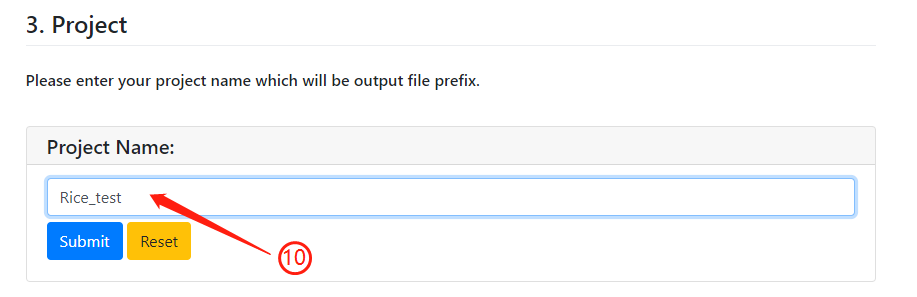 3. Project
Please enter your project name which will be output file prefix.
Project Name:
Rice_test
Submit Reset
10